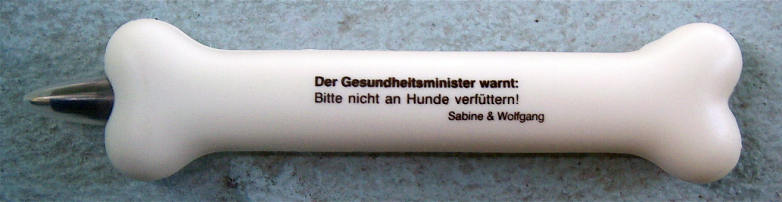 Der Gesundheitsminister warnt:
Bitte nicht an Hunde verfüttern!
Sabine & Wolfgang